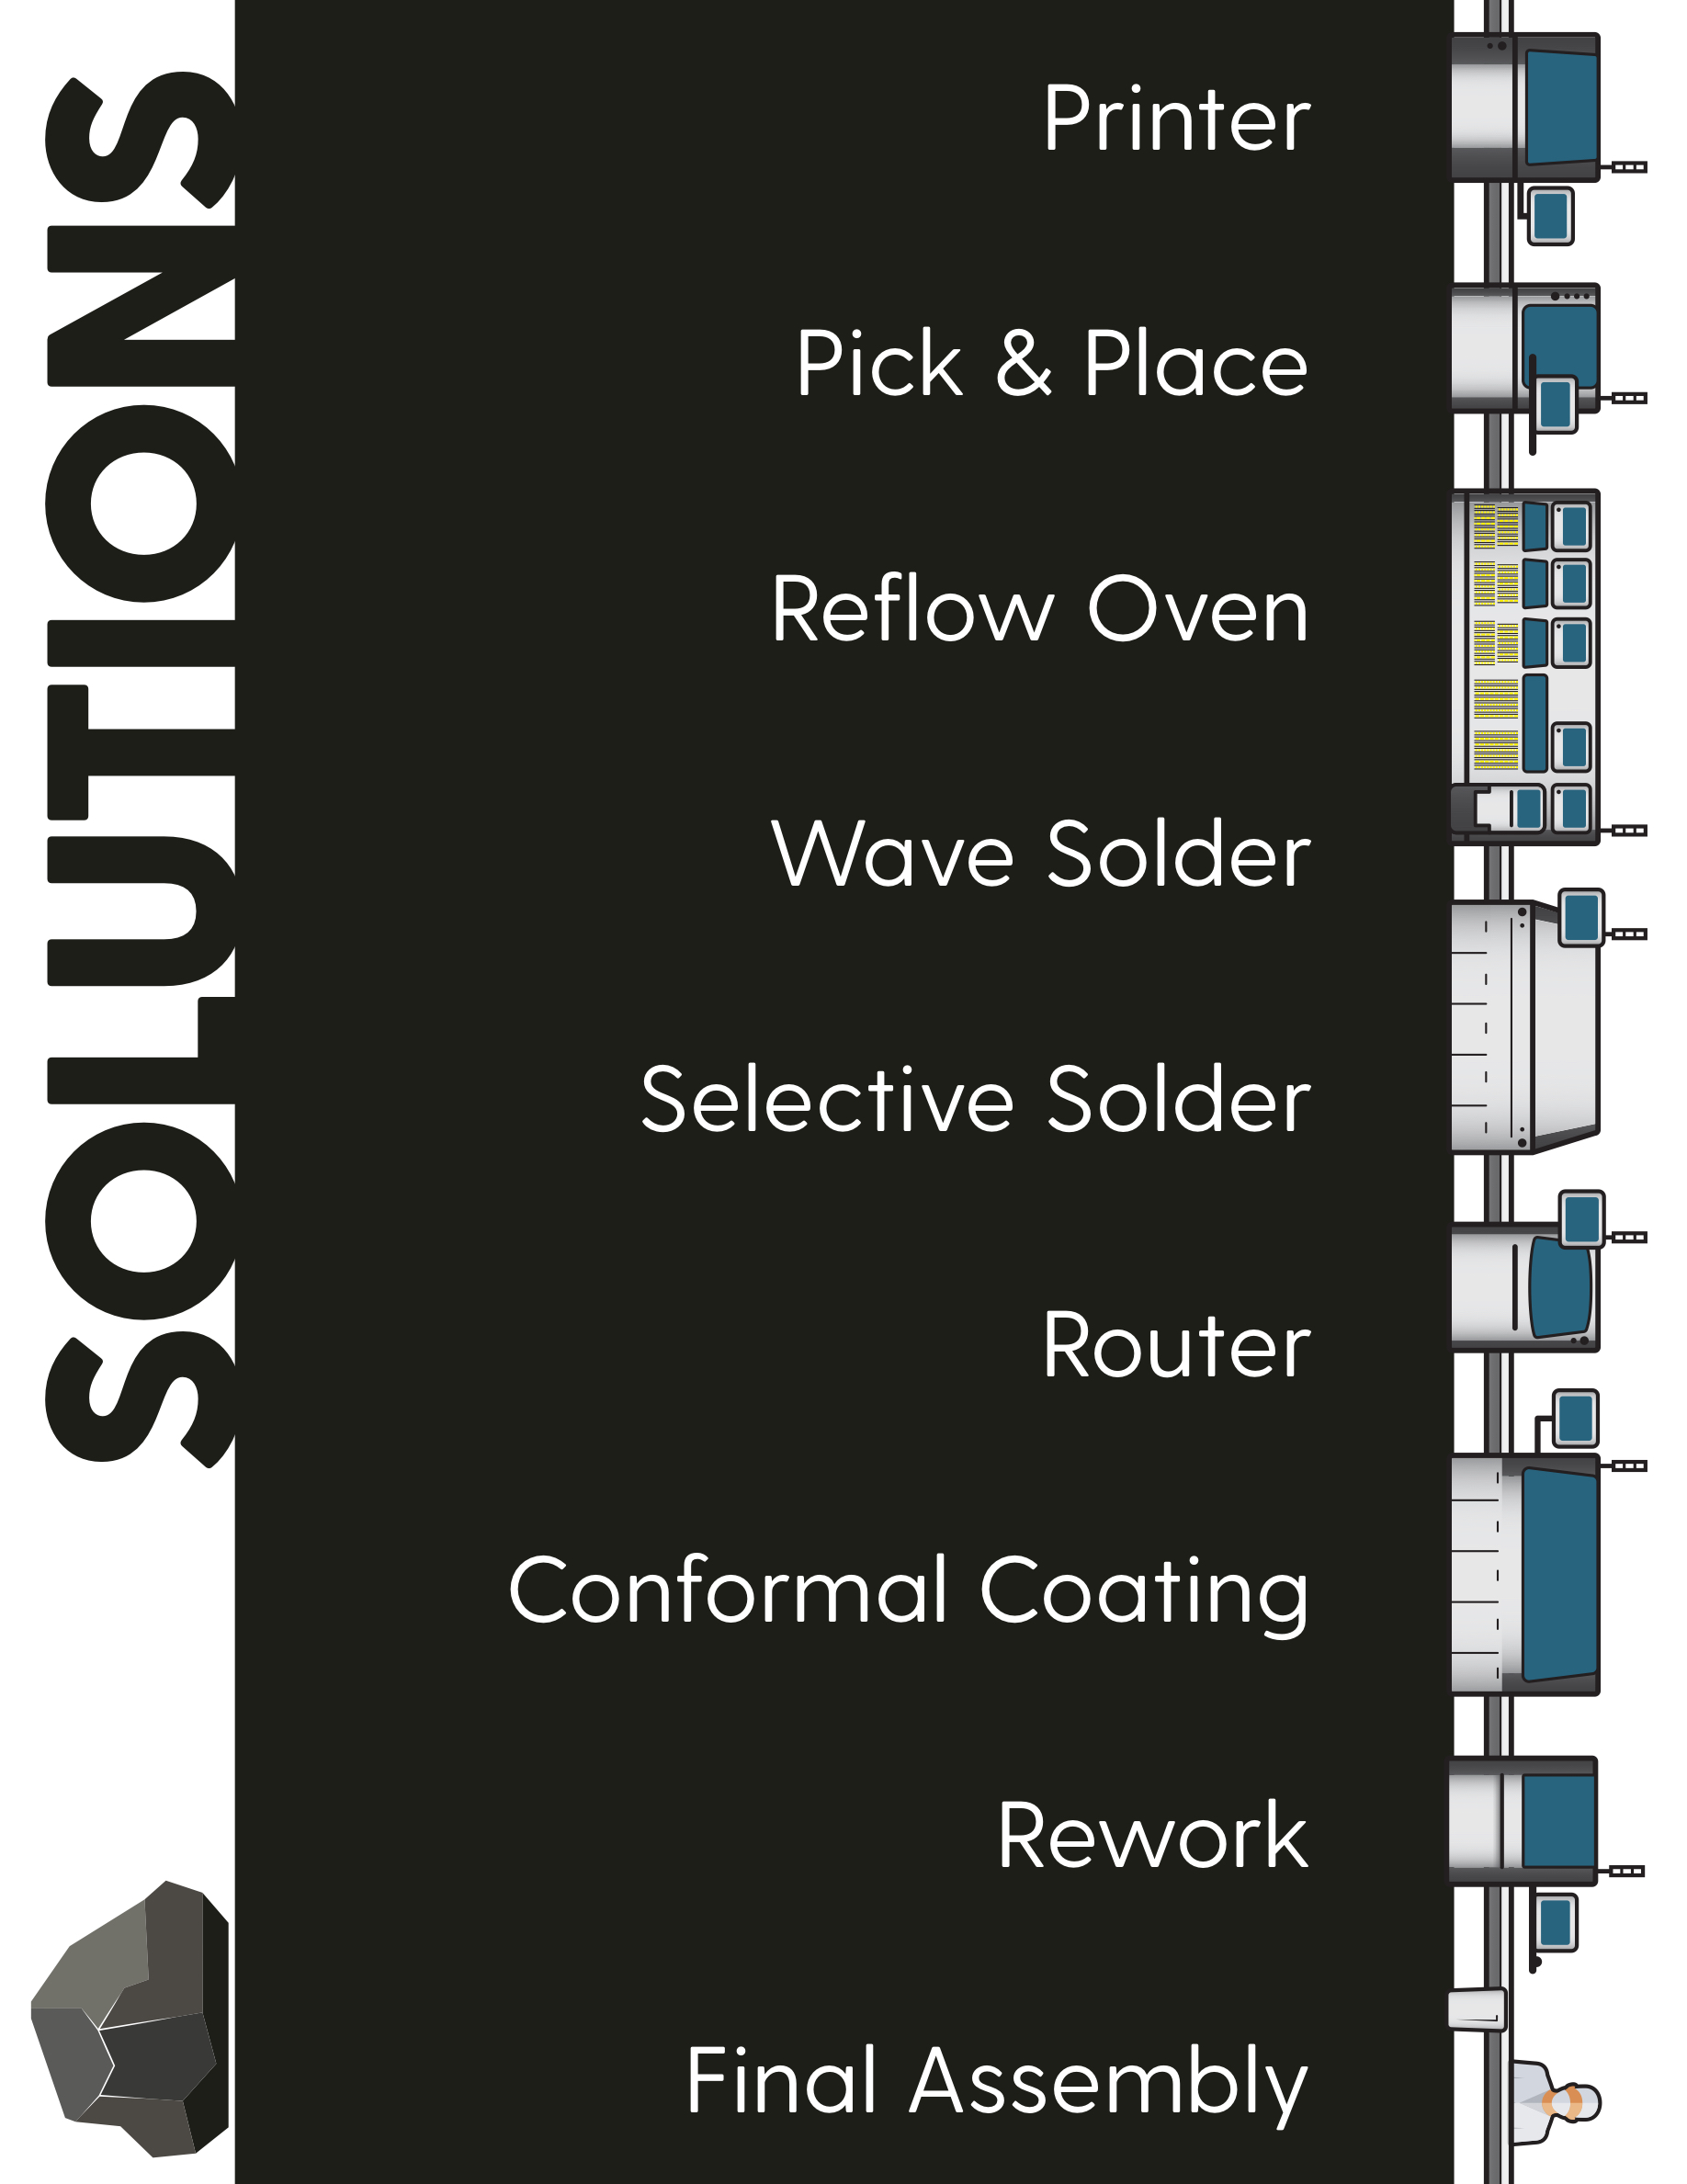 SOLUTIONS
Printer
Pick & Place
Reflow Oven
Wave Solder
Selective Solder
Router
Conformal Coating
Rework
Final Assembly